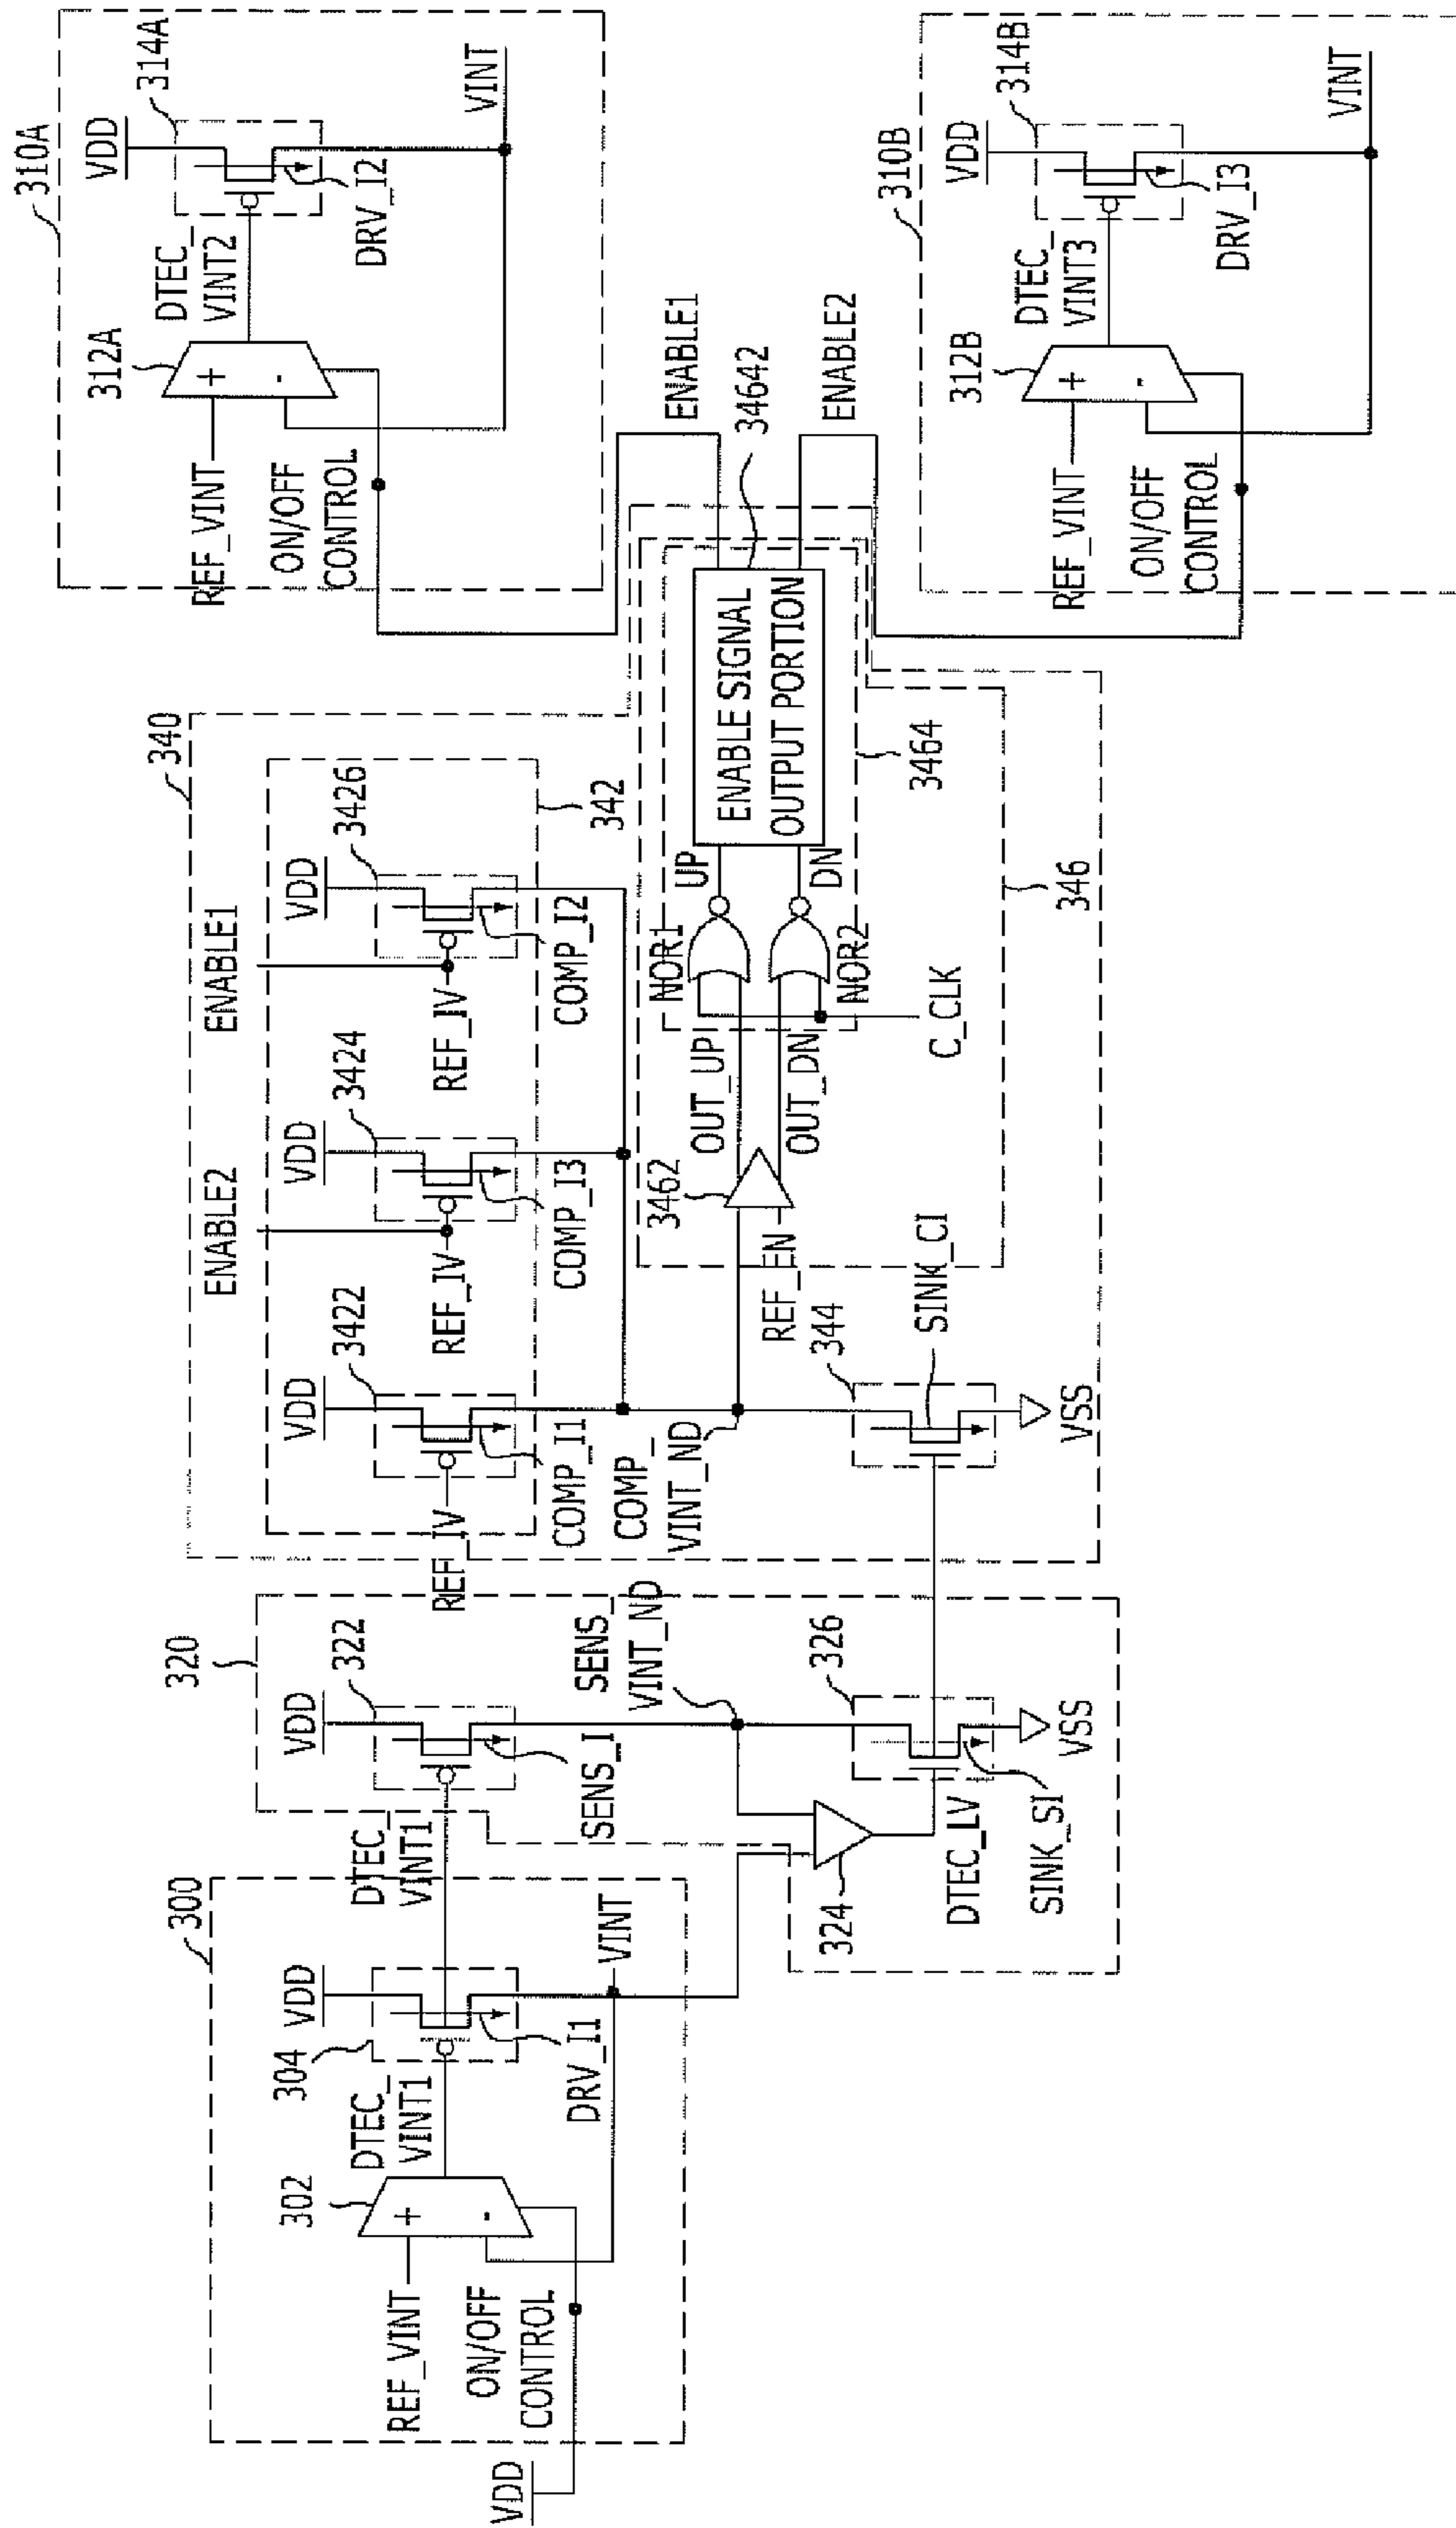 300
VDD
REF_VINT
ON/OFF
CONTROL
302
+
-
DTEC_
VINT1
304
VDD
DRV_I1
VINT
320
DTEC_
VINT1
VDD
322
SENS_I
SENS_
VINT_ND
324
326
DTEC_LV
SINK_SI
VSS
340
342
REF_IV
VDD
3422
COMP_I1
ENABLE2
REF_IV
VDD
3424
COMP_I3
ENABLE1
REF_IV
VDD
3426
COMP_I2
COMP_
VINT_ND
344
SINK_CI
VSS
346
3462
REF_EN
OUT_UP
OUT_DN
C_CLK
NOR1
NOR2
UP
DN
3464
ENABLE SIGNAL
OUTPUT PORTION
34642
ENABLE1
ENABLE2
310A
REF_VINT
ON/OFF
CONTROL
312A
+
-
DTEC_
VINT2
VDD
314A
DRV_I2
VINT
310B
REF_VINT
ON/OFF
CONTROL
312B
+
-
DTEC_
VINT3
VDD
314B
DRV_I3
VINT